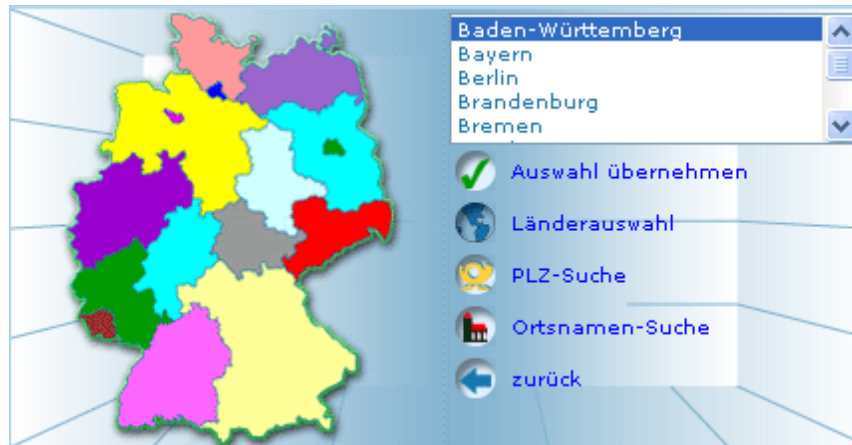 Baden-Württemberg
Bayern
Berlin
Brandenburg
Bremen
Auswahl übernehmen
Länderauswahl
PLZ-Suche
Ortsnamen-Suche
zurück